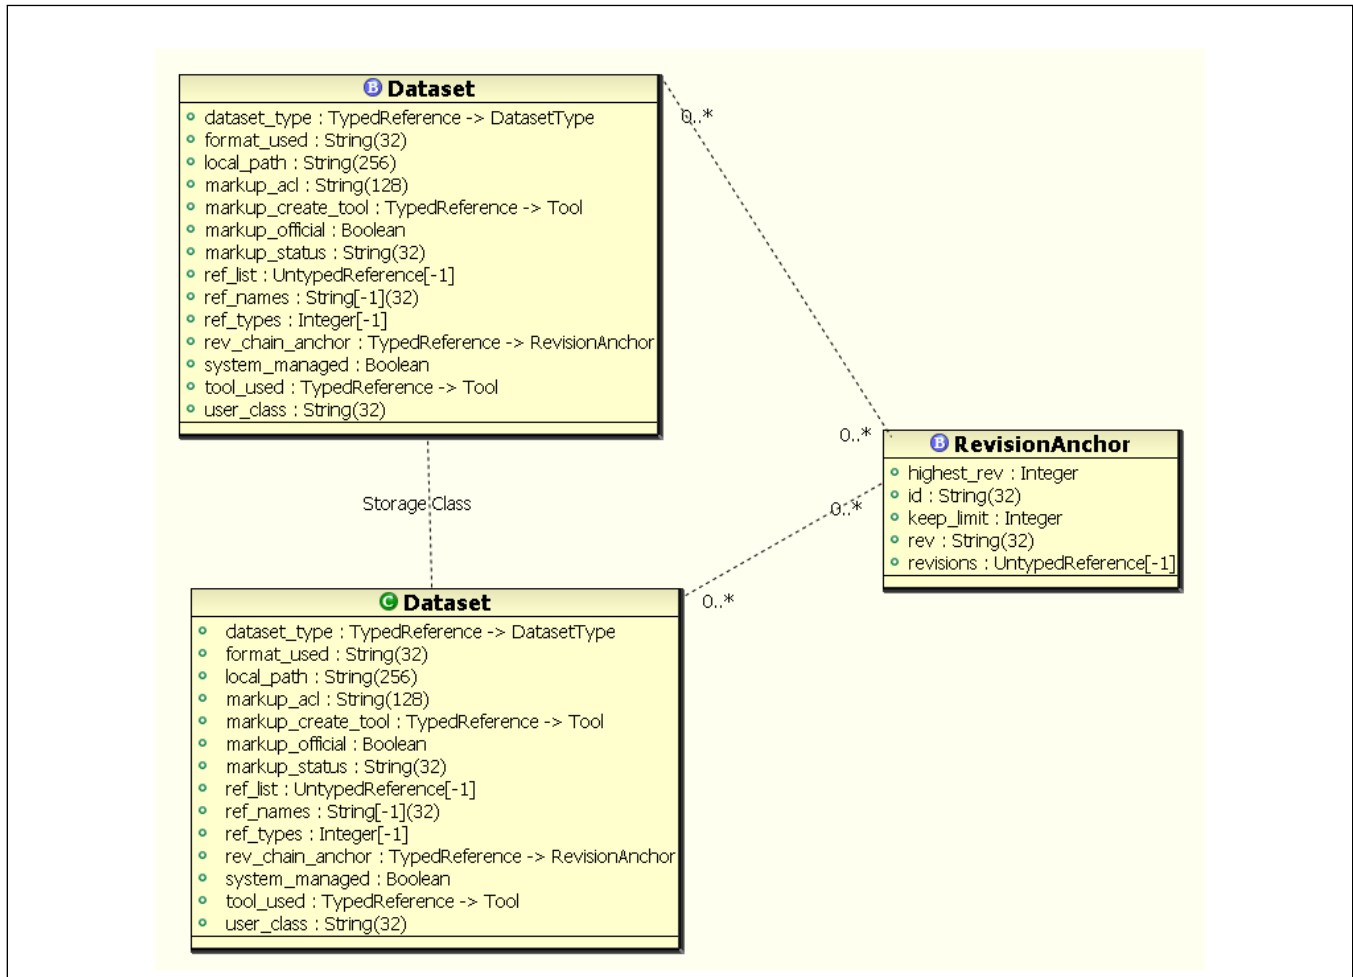 B Dataset
dataset_type : TypedReference -> DatasetType
format_used : String(32)
local_path : String(256)
markup_acl : String(128)
markup_create_tool : TypedReference -> Tool
markup_official : Boolean
markup_status : String(32)
ref_list : UntypedReference[-1]
ref_names : String[-1](32)
ref_types : Integer[-1]
rev_chain_anchor : TypedReference -> RevisionAnchor
system_managed : Boolean
tool_used : TypedReference -> Tool
user_class : String(32)
0..*
0..*
B RevisionAnchor
highest_rev : Integer
id : String(32)
keep_limit : Integer
rev : String(32)
revisions : UntypedReference[-1]
Storage Class
0..*
0..*
C Dataset
dataset_type : TypedReference -> DatasetType
format_used : String(32)
local_path : String(256)
markup_acl : String(128)
markup_create_tool : TypedReference -> Tool
markup_official : Boolean
markup_status : String(32)
ref_list : UntypedReference[-1]
ref_names : String[-1](32)
ref_types : Integer[-1]
rev_chain_anchor : TypedReference -> RevisionAnchor
system_managed : Boolean
tool_used : TypedReference -> Tool
user_class : String(32)